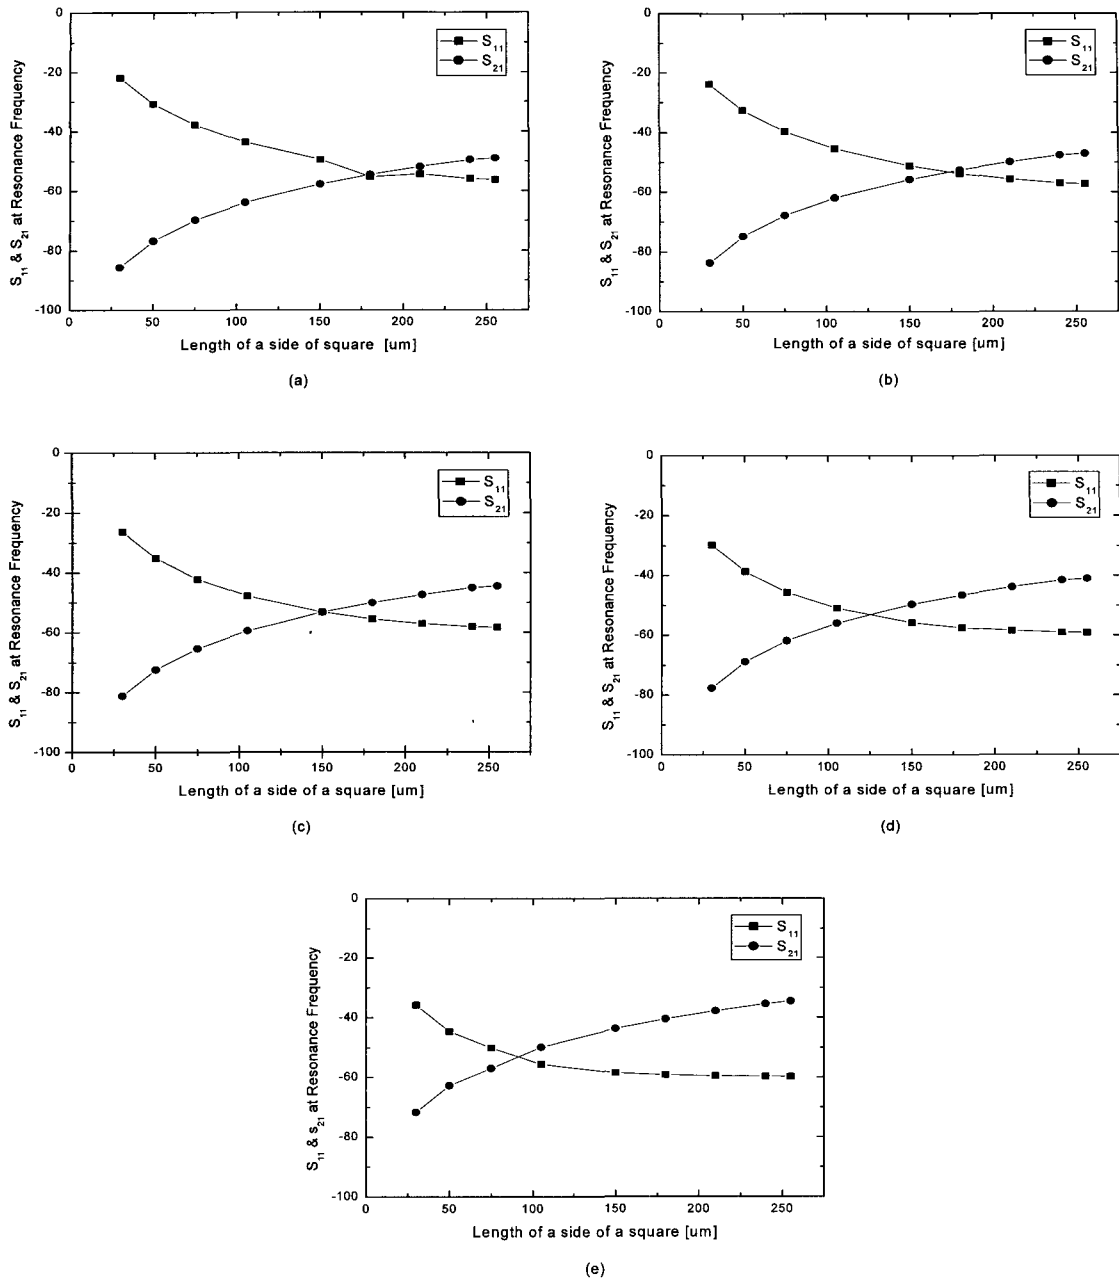 S11 & S21 at Resonance Frequency
0
-20
-40
-60
-80
-100
S11
S21
0 50 100 150 200 250
Length of a side of square [um]
(a)
S11 & S21 at Resonance Frequency
0
-20
-40
-60
-80
-100
S11
S21
0 50 100 150 200 250
Length of a side of square [um]
(b)
S11 & S21 at Resonance Frequency
0
-20
-40
-60
-80
-100
S11
S21
0 50 100 150 200 250
Length of a side of a square [um]
(c)
S11 & S21 at Resonance Frequency
0
-20
-40
-60
-80
-100
S11
S21
0 50 100 150 200 250
Length of a side of a square [um]
(d)
S11 & s21 at Resonance Frequency
0
-20
-40
-60
-80
-100
S11
S21
0 50 100 150 200 250
Length of a side of a square [um]
(e)